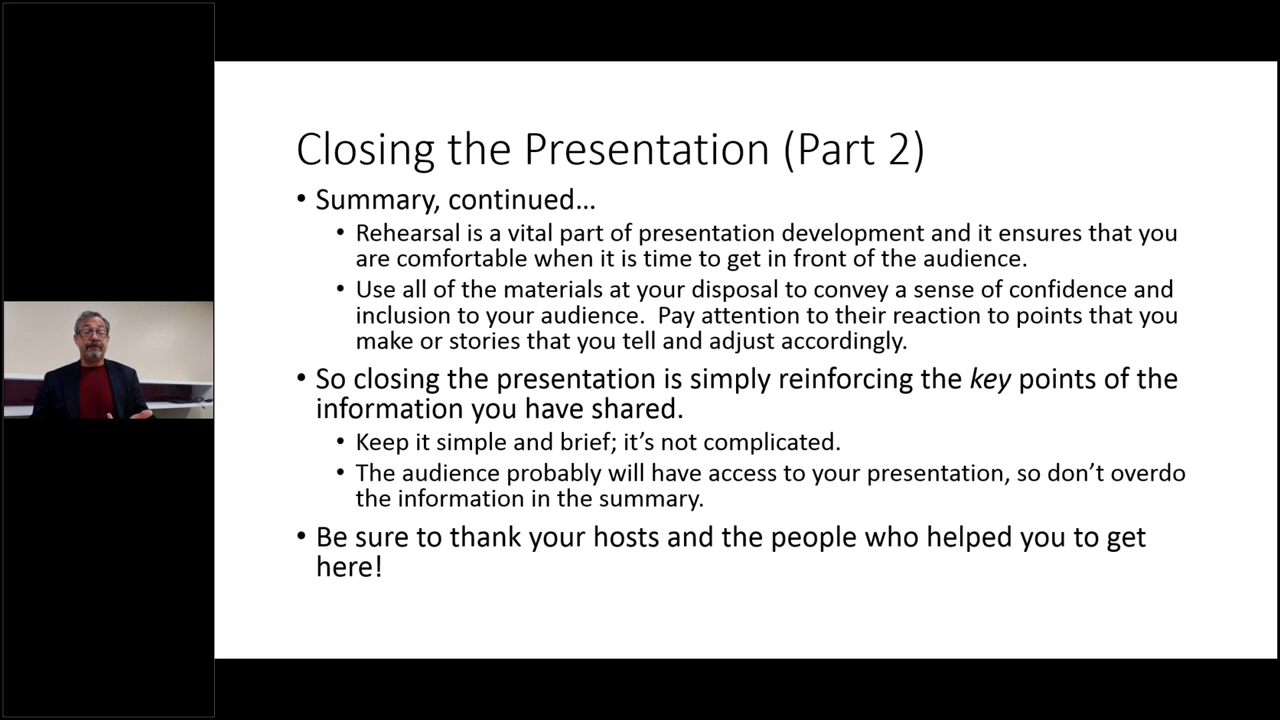 Closing the Presentation (Part 2)
• Summary, continued…
• Rehearsal is a vital part of presentation development and it ensures that you
are comfortable when it is time to get in front of the audience.
• Use all of the materials at your disposal to convey a sense of confidence and
inclusion to your audience.  Pay attention to their reaction to points that you
make or stories that you tell and adjust accordingly.
• So closing the presentation is simply reinforcing the key points of the
information you have shared.
• Keep it simple and brief; it’s not complicated.
• The audience probably will have access to your presentation, so don’t overdo
the information in the summary.
• Be sure to thank your hosts and the people who helped you to get
here!